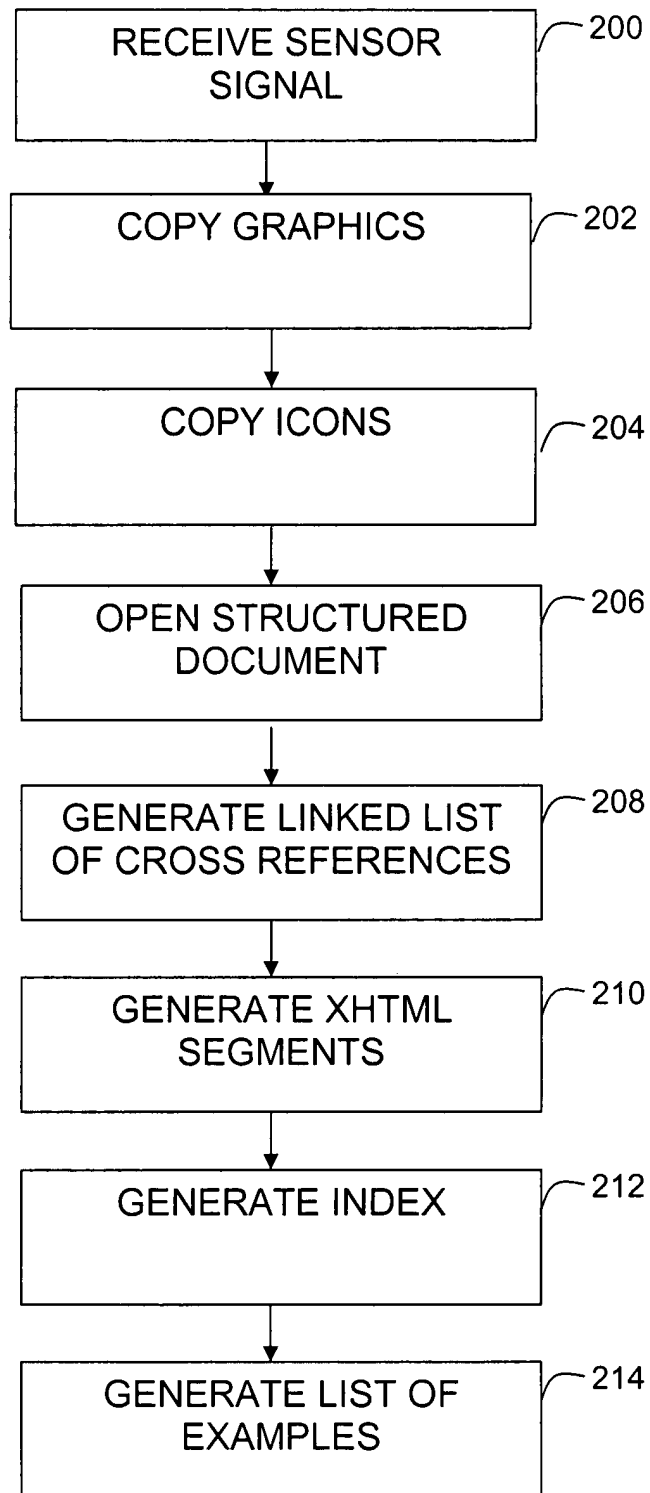 RECEIVE SENSOR
SIGNAL
200
COPY GRAPHICS
202
COPY ICONS
204
OPEN STRUCTURED
DOCUMENT
206
GENERATE LINKED LIST
OF CROSS REFERENCES
208
GENERATE XHTML
SEGMENTS
210
GENERATE INDEX
212
GENERATE LIST OF
EXAMPLES
214